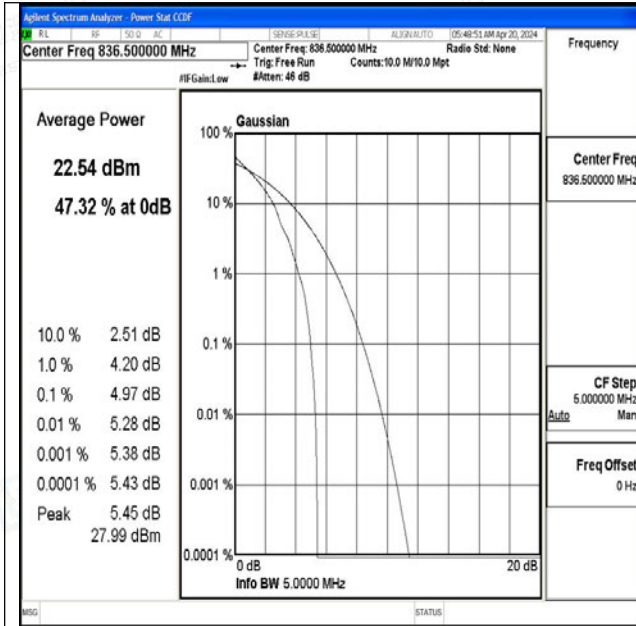 Agilent Spectrum Analyzer - Power Stat CCDF
RL RF 50 Ω AC SENSE:PULSE ALIGNAUTO 05:48:51 AM Apr 20, 2024
Center Freq 836.500000 MHz
Center Freq: 836.500000 MHz Radio Std: None
Trig: Free Run Counts:10.0 M/10.0 Mpt
#IFGain:Low #Atten: 46 dB
Frequency
Average Power
22.54 dBm
47.32 % at 0dB
10.0 % 2.51 dB
1.0 % 4.20 dB
0.1 % 4.97 dB
0.01 % 5.28 dB
0.001 % 5.38 dB
0.0001 % 5.43 dB
Peak 5.45 dB
27.99 dBm
Gaussian
100 %
10 %
1 %
0.1 %
0.01 %
0.001 %
0.0001 %
0 dB 20 dB
Info BW 5.0000 MHz
Center Freq
836.500000 MHz
CF Step
5.000000 MHz
Auto Man
Freq Offset
0 Hz
MSG STATUS